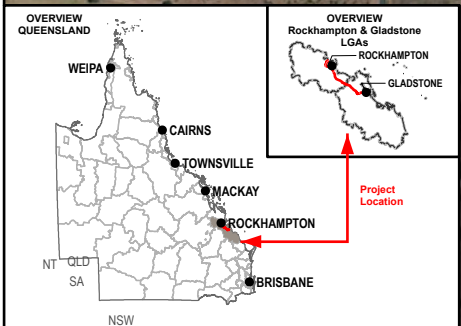 OVERVIEW
QUEENSLAND
WEIPA
CAIRNS
TOWNSVILLE
MACKAY
ROCKHAMPTON
BRISBANE
NT
QLD
SA
NSW
OVERVIEW
Rockhampton & Gladstone
LGAs
ROCKHAMPTON
GLADSTONE
Project
Location